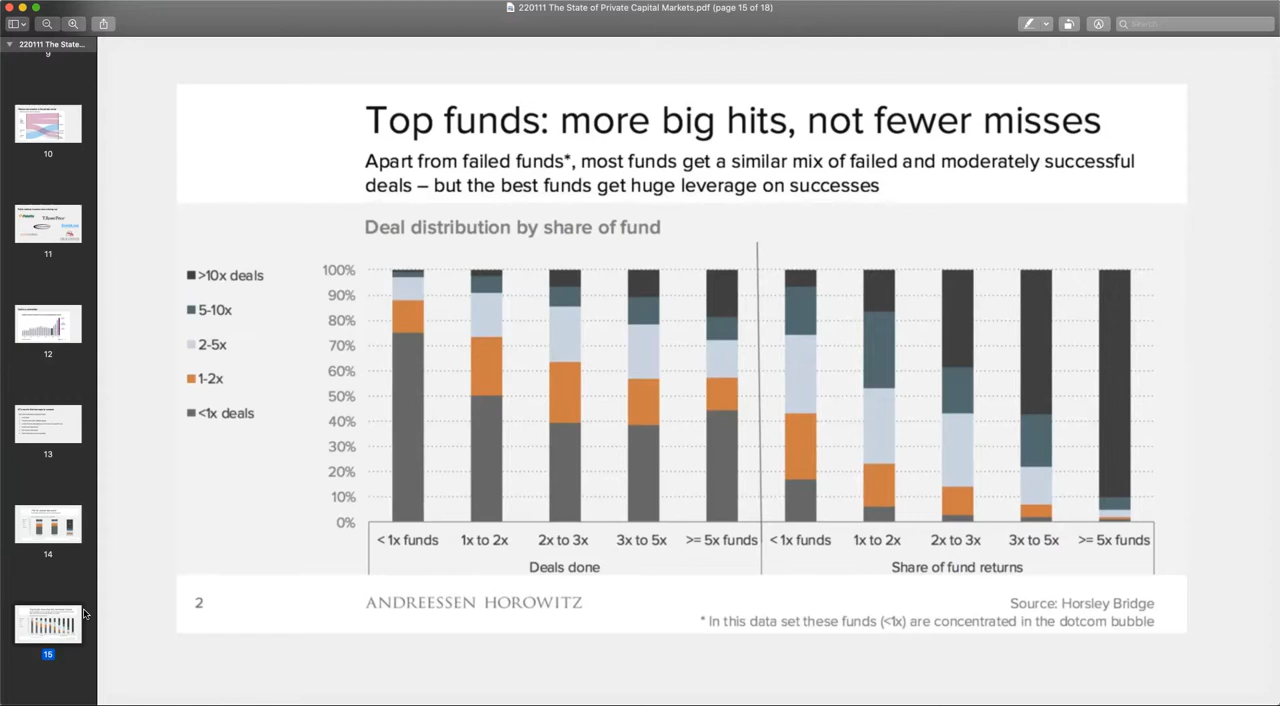 220111 The State of Private Capital Markets.pdf (page 15 of 18)
Search
220111 The State...
9
10
11
12
13
14
15
Top funds: more big hits, not fewer misses
Apart from failed funds*, most funds get a similar mix of failed and moderately successful
deals – but the best funds get huge leverage on successes
Deal distribution by share of fund
>10x deals
5-10x
2-5x
1-2x
<1x deals
100%
90%
80%
70%
60%
50%
40%
30%
20%
10%
0%
< 1x funds 1x to 2x 2x to 3x 3x to 5x >= 5x funds < 1x funds 1x to 2x 2x to 3x 3x to 5x >= 5x funds
Deals done Share of fund returns
2 ANDREESSEN HOROWITZ Source: Horsley Bridge
* In this data set these funds (<1x) are concentrated in the dotcom bubble